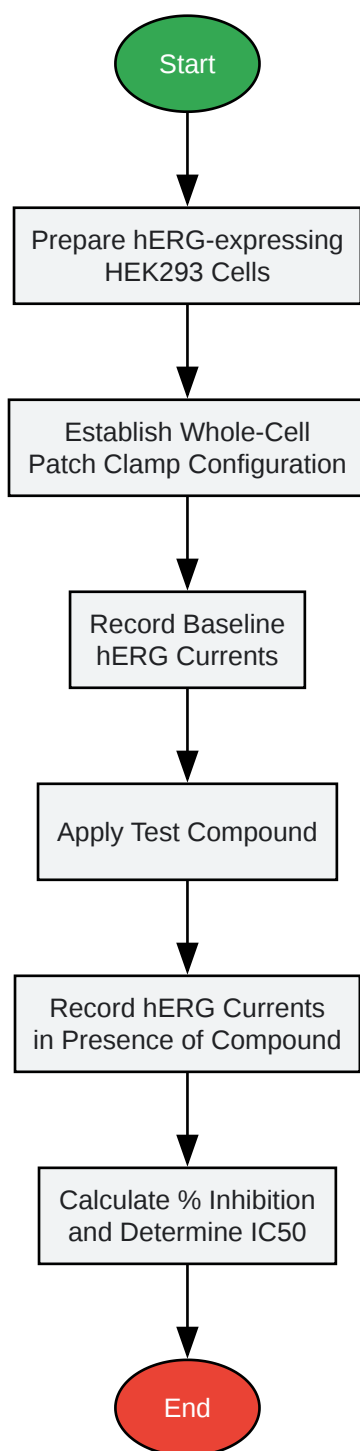 Start
Prepare hERG-expressing
HEK293 Cells
Establish Whole-Cell
Patch Clamp Configuration
Record Baseline
hERG Currents
Apply Test Compound
Record hERG Currents
in Presence of Compound
Calculate % Inhibition
and Determine IC50
End